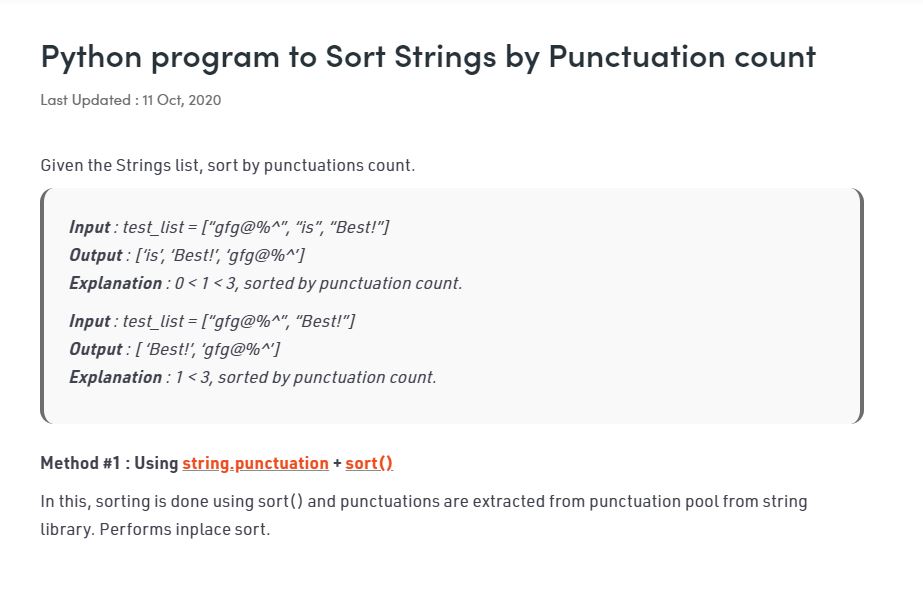 Python program to Sort Strings by Punctuation count
Last Updated : 11 Oct, 2020
Given the Strings list, sort by punctuations count.
Input : test_list = [“gfg@%^”, “is”, “Best!”]
Output : [‘is’, ‘Best!’, ‘gfg@%^’]
Explanation : 0 < 1 < 3, sorted by punctuation count.
Input : test_list = [“gfg@%^”, “Best!”]
Output : [ ‘Best!’, ‘gfg@%^’]
Explanation : 1 < 3, sorted by punctuation count.
Method #1 : Using string.punctuation + sort()
In this, sorting is done using sort() and punctuations are extracted from punctuation pool from string
library. Performs inplace sort.